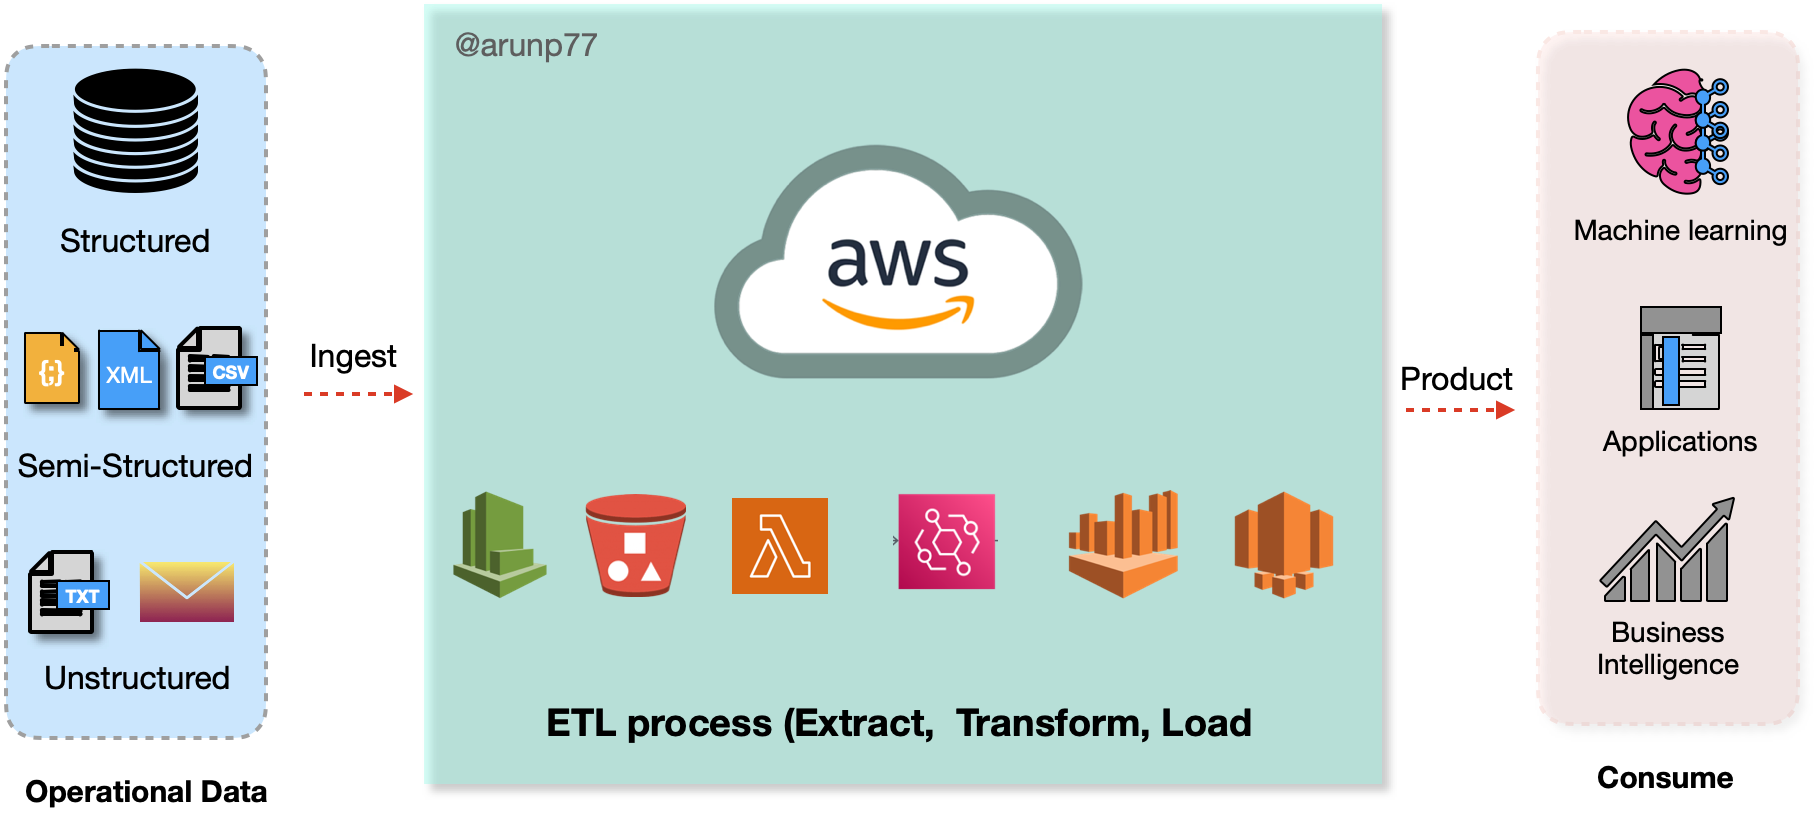 @arunp77
Structured
{;}
XML
CSV
Semi-Structured
TXT
Unstructured
Operational Data
Ingest
aws
ETL process (Extract,  Transform, Load
Product
Machine learning
Applications
Business
Intelligence
Consume